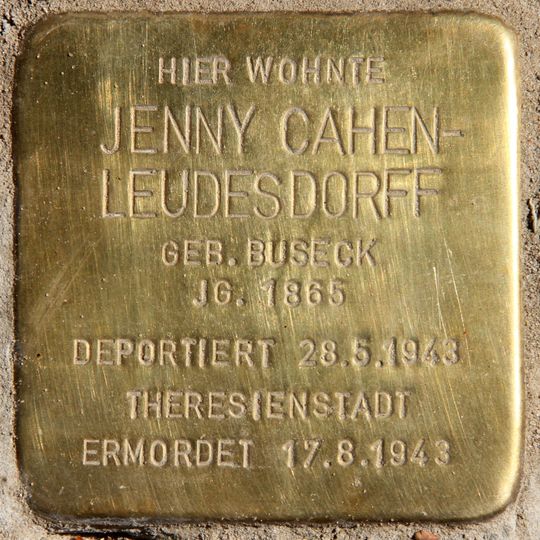 HIER WOHNTE
JENNY CAHEN-
LEUDESDORFF
GEB. BUSECK
JG. 1865
DEPORTIERT 28.5.1943
THERESIENSTADT
ERMORDET 17.8.1943